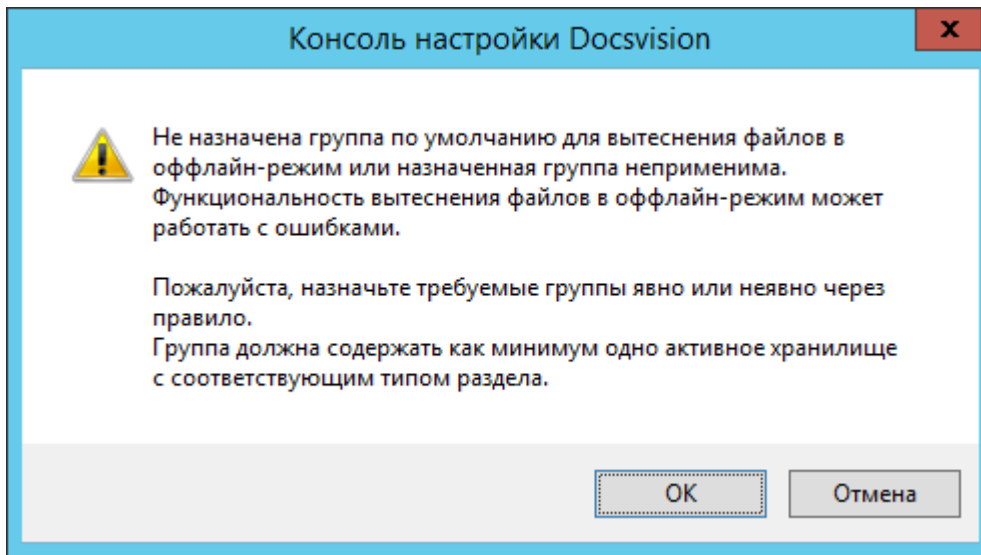 Консоль настройки Docsvision
x
Не назначена группа по умолчанию для вытеснения файлов в
оффлайн-режим или назначенная группа неприменима.
Функциональность вытеснения файлов в оффлайн-режим может
работать с ошибками.
Пожалуйста, назначьте требуемые группы явно или неявно через
правило.
Группа должна содержать как минимум одно активное хранилище
с соответствующим типом раздела.
ОК
Отмена